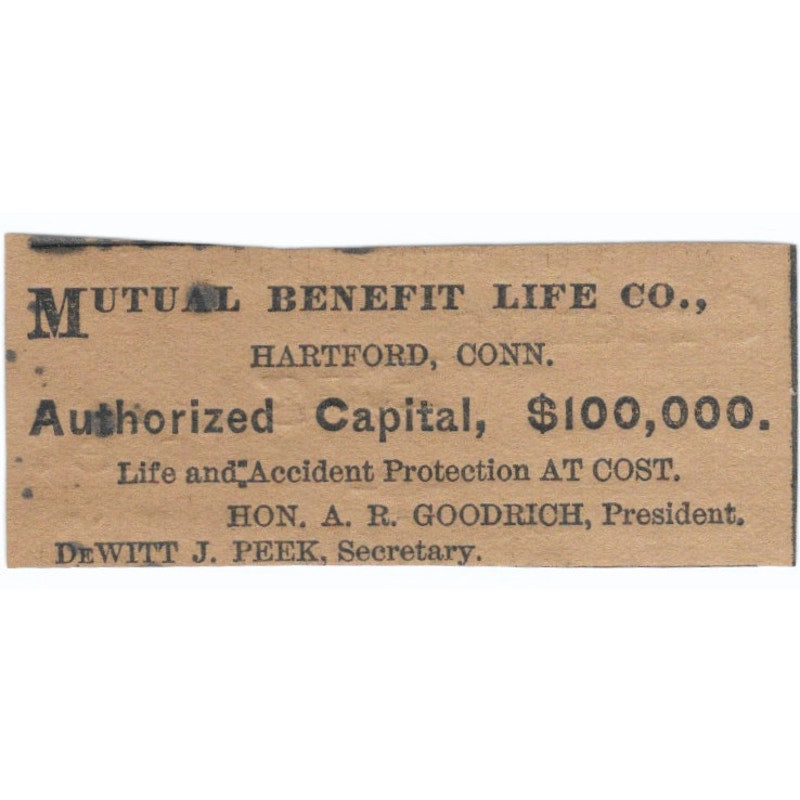 MUTUAL BENEFIT LIFE CO.,
HARTFORD, CONN.
Authorized Capital, $100,000.
Life and Accident Protection AT COST.
HON. A. R. GOODRICH, President.
DEWITT J. PEEK, Secretary.